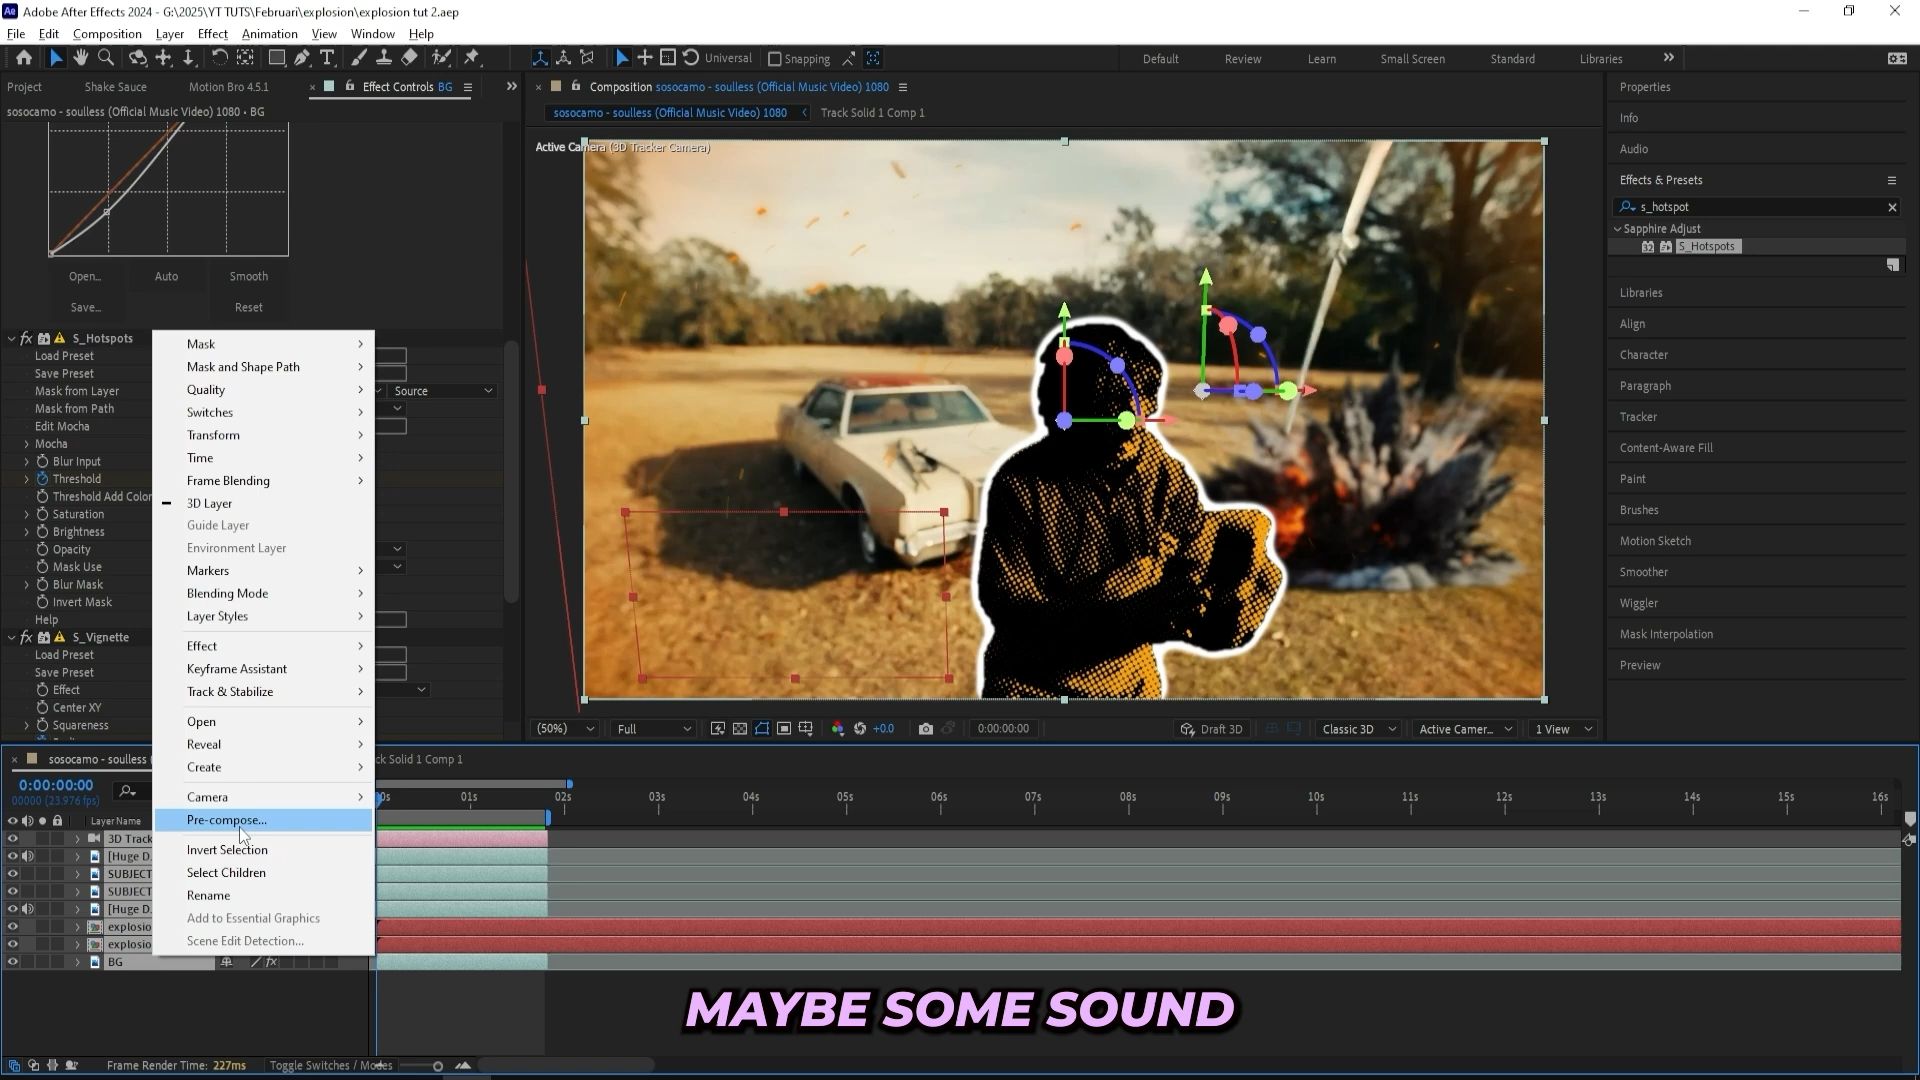 Adobe After Effects 2024 - G:\2025\YT TUTS\Februari\explosion\explosion tut 2.aep
File Edit Composition Layer Effect Animation View Window Help
Universal Snapping Default Review Learn Small Screen Standard Libraries
Project Shake Sauce Motion Bro 4.5.1 Effect Controls BG
sosocamo - soulless (Official Music Video) 1080 • BG
Composition sosocamo - soulless (Official Music Video) 1080
sosocamo - soulless (Official Music Video) 1080 Track Solid 1 Comp 1
Active Camera (3D Tracker Camera)
Open... Auto Smooth
Save... Reset
S_Hotspots
Load Preset
Save Preset
Mask from Layer Source
Mask from Path
Edit Mocha
Mocha
Blur Input
Threshold
Threshold Add Color
Saturation
Brightness
Opacity
Mask Use
Blur Mask
Invert Mask
Help
S_Vignette
Load Preset
Save Preset
Effect
Center XY
Squareness
Mask
Mask and Shape Path
Quality
Switches
Transform
Time
Frame Blending
3D Layer
Guide Layer
Environment Layer
Markers
Blending Mode
Layer Styles
Effect
Keyframe Assistant
Track & Stabilize
Open
Reveal
Create
Camera
Pre-compose...
Invert Selection
Select Children
Rename
Add to Essential Graphics
Scene Edit Detection...
Properties
Info
Audio
Effects & Presets
s_hotspot
Sapphire Adjust
32 S_Hotspots
Libraries
Align
Character
Paragraph
Tracker
Content-Aware Fill
Paint
Brushes
Motion Sketch
Smoother
Wiggler
Mask Interpolation
Preview
(50%) Full +0.0 0:00:00:00 Draft 3D Classic 3D Active Camer... 1 View
sosocamo - soulless ck Solid 1 Comp 1
0:00:00:00
00000 (23.976 fps)
0s 01s 02s 03s 04s 05s 06s 07s 08s 09s 10s 11s 12s 13s 14s 15s 16s
Layer Name
3D Track
[Huge D
SUBJECT
SUBJECT
[Huge D
explosio
explosio
BG
MAYBE SOME SOUND
Frame Render Time: 227ms Toggle Switches / Modes